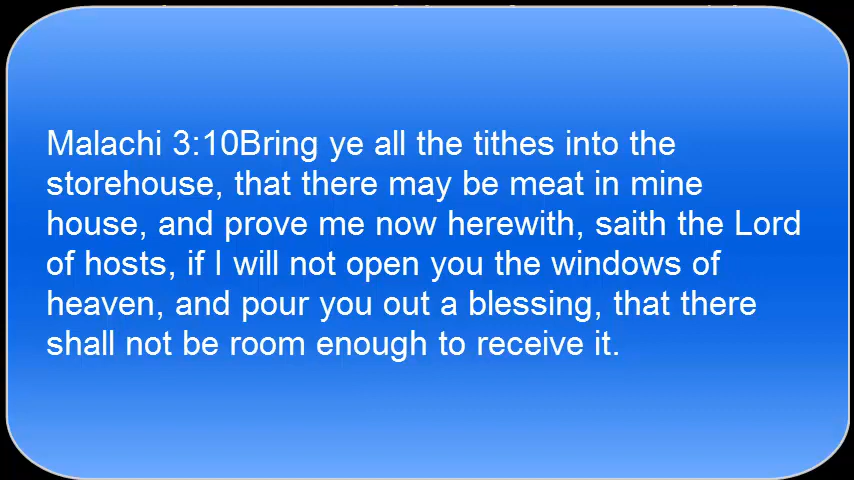 Malachi 3:10Bring ye all the tithes into the
storehouse, that there may be meat in mine
house, and prove me now herewith, saith the Lord
of hosts, if I will not open you the windows of
heaven, and pour you out a blessing, that there
shall not be room enough to receive it.